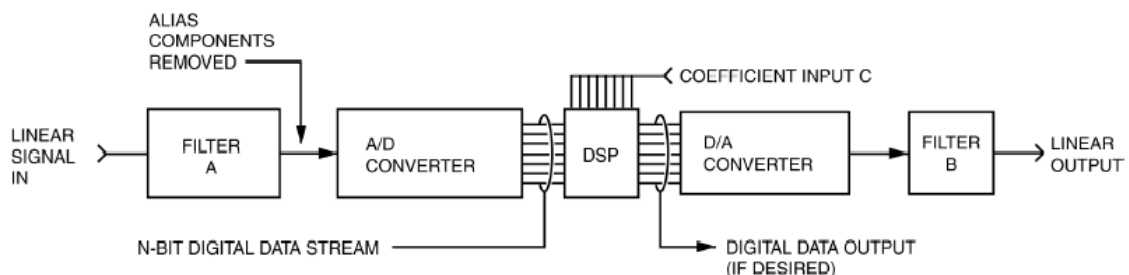 ALIAS
COMPONENTS
REMOVED
COEFFICIENT INPUT C
LINEAR
SIGNAL
IN
FILTER
A
A/D
CONVERTER
DSP
D/A
CONVERTER
FILTER
B
LINEAR
OUTPUT
N-BIT DIGITAL DATA STREAM
DIGITAL DATA OUTPUT
(IF DESIRED)